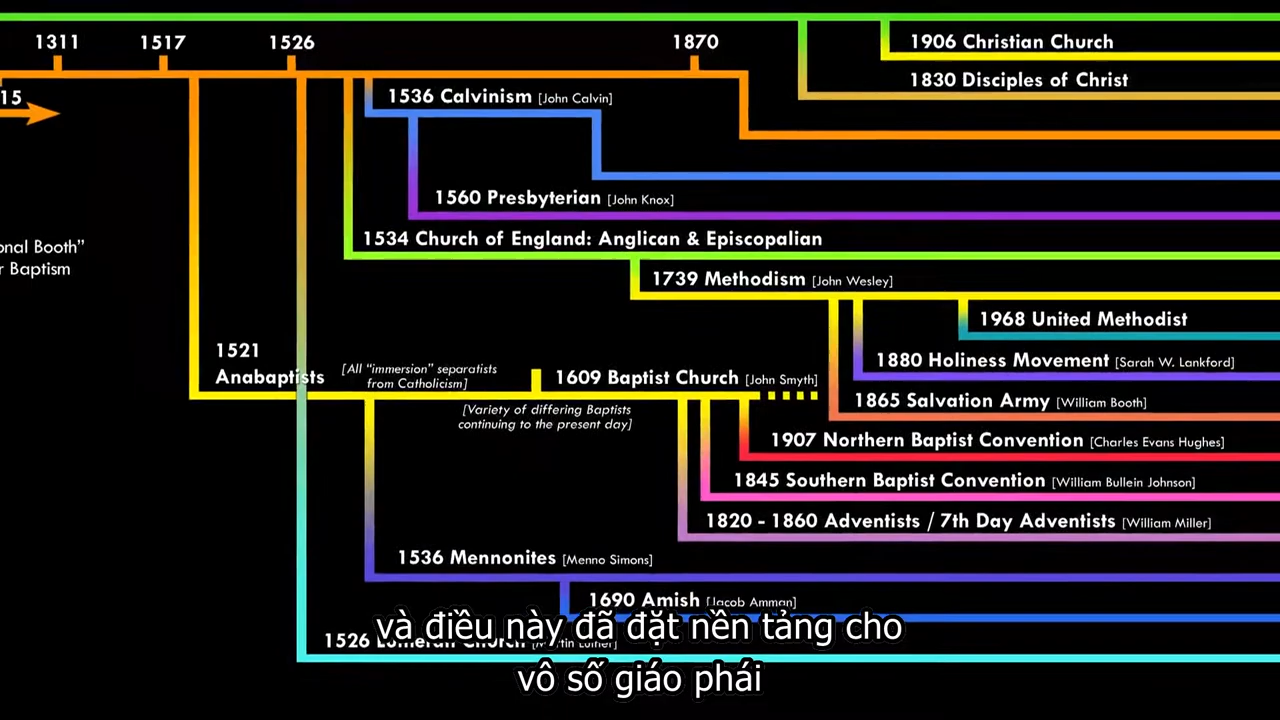 1311
1517
1526
1870
1906 Christian Church
1830 Disciples of Christ
15
1536 Calvinism [John Calvin]
1560 Presbyterian [John Knox]
1534 Church of England: Anglican & Episcopalian
onal Booth”
r Baptism
1739 Methodism [John Wesley]
1968 United Methodist
1880 Holiness Movement [Sarah W. Lankford]
1865 Salvation Army [William Booth]
1521
Anabaptists
[All “immersion” separatists
from Catholicism]
1609 Baptist Church [John Smyth]
[Variety of differing Baptists
continuing to the present day]
1907 Northern Baptist Convention [Charles Evans Hughes]
1845 Southern Baptist Convention [William Bullein Johnson]
1820 - 1860 Adventists / 7th Day Adventists [William Miller]
1536 Mennonites [Menno Simons]
1690 Amish [Jacob Amman]
1526 Lutheran Church [Martin Luther]
và điều này đã đặt nền tảng cho
vô số giáo phái